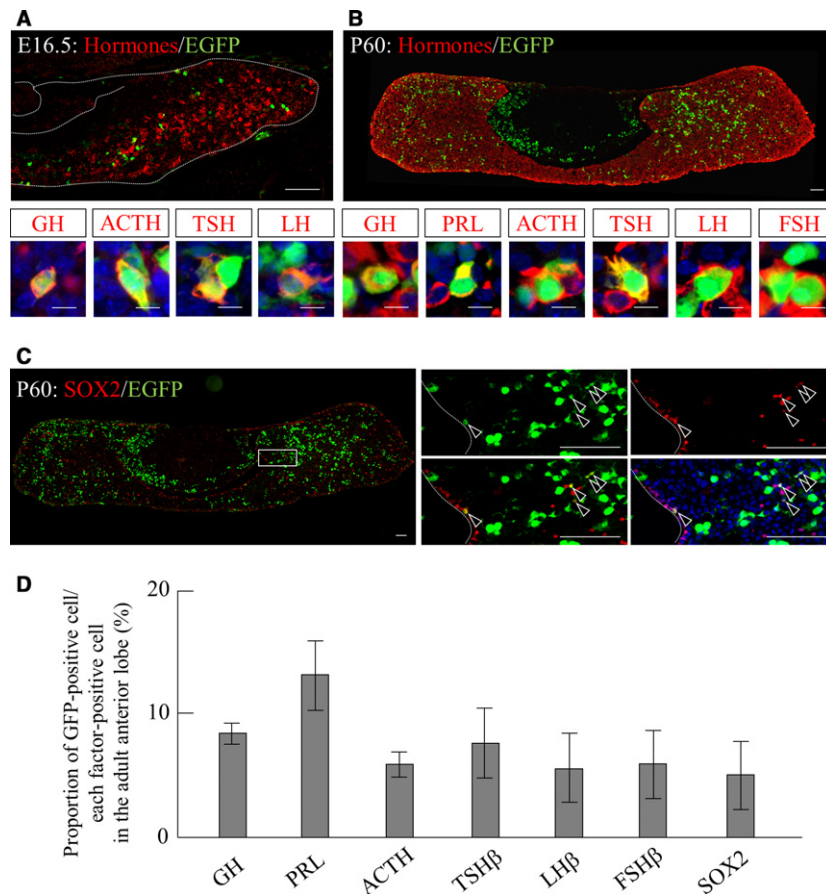 A
E16.5: Hormones/EGFP
B
P60: Hormones/EGFP
GH
ACTH
TSH
LH
GH
PRL
ACTH
TSH
LH
FSH
C
P60: SOX2/EGFP
D
Proportion of GFP-positive cell/
each factor-positive cell
in the adult anterior lobe (%)
20
10
0
GH
PRL
ACTH
TSHβ
LHβ
FSHβ
SOX2